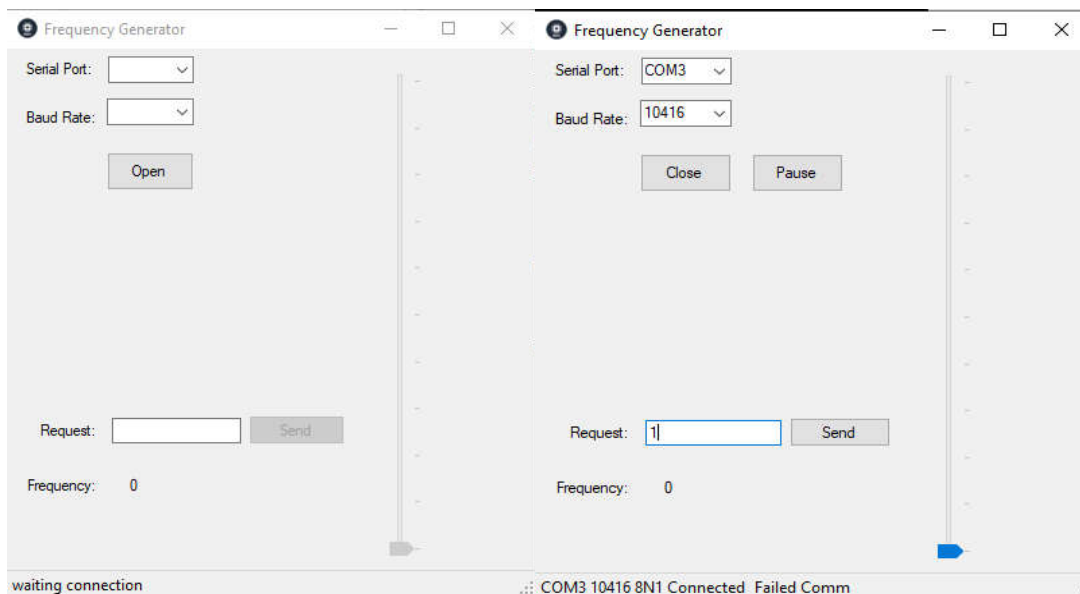 Frequency Generator
Serial Port:
Baud Rate:
Open
Request:
Send
Frequency: 0
waiting connection
Frequency Generator
Serial Port: COM3
Baud Rate: 10416
Close Pause
Request: 1 Send
Frequency: 0
COM3 10416 8N1 Connected Failed Comm